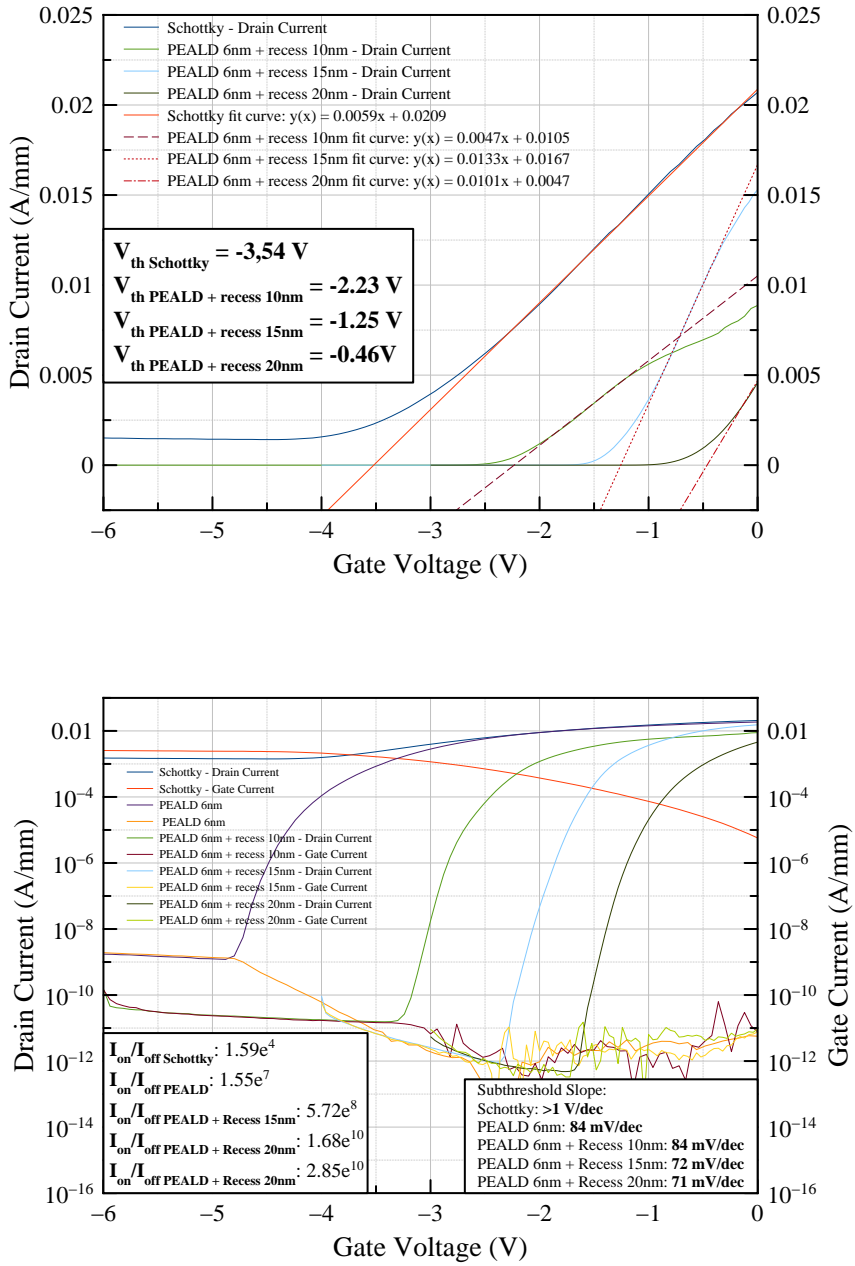 0.025
0.025
Schottky - Drain Current
PEALD 6nm + recess 10nm - Drain Current
PEALD 6nm + recess 15nm - Drain Current
PEALD 6nm + recess 20nm - Drain Current
Schottky fit curve: y(x) = 0.0059x + 0.0209
PEALD 6nm + recess 10nm fit curve: y(x) = 0.0047x + 0.0105
PEALD 6nm + recess 15nm fit curve: y(x) = 0.0133x + 0.0167
PEALD 6nm + recess 20nm fit curve: y(x) = 0.0101x + 0.0047
0.02
0.02
0.015
0.015
0.01
0.01
0.005
0.005
0
0
Drain Current (A/mm)
V th Schottky = -3,54 V
V th PEALD + recess 10nm = -2.23 V
V th PEALD + recess 15nm = -1.25 V
V th PEALD + recess 20nm = -0.46V
−6 −5 −4 −3 −2 −1 0
Gate Voltage (V)
0.01
0.01
10−4
10−4
10−6
10−6
10−8
10−8
10−10
10−10
10−12
10−12
10−14
10−14
10−16
10−16
Drain Current (A/mm)
Gate Current (A/mm)
Schottky - Drain Current
Schottky - Gate Current
PEALD 6nm
PEALD 6nm
PEALD 6nm + recess 10nm - Drain Current
PEALD 6nm + recess 10nm - Gate Current
PEALD 6nm + recess 15nm - Drain Current
PEALD 6nm + recess 15nm - Gate Current
PEALD 6nm + recess 20nm - Drain Current
PEALD 6nm + recess 20nm - Gate Current
I on/I off Schottky: 1.59e4
I on/I off PEALD: 1.55e7
I on/I off PEALD + Recess 15nm: 5.72e8
I on/I off PEALD + Recess 20nm: 1.68e10
I on/I off PEALD + Recess 20nm: 2.85e10
Subthreshold Slope:
Schottky: >1 V/dec
PEALD 6nm: 84 mV/dec
PEALD 6nm + Recess 10nm: 84 mV/dec
PEALD 6nm + Recess 15nm: 72 mV/dec
PEALD 6nm + Recess 20nm: 71 mV/dec
−6 −5 −4 −3 −2 −1 0
Gate Voltage (V)